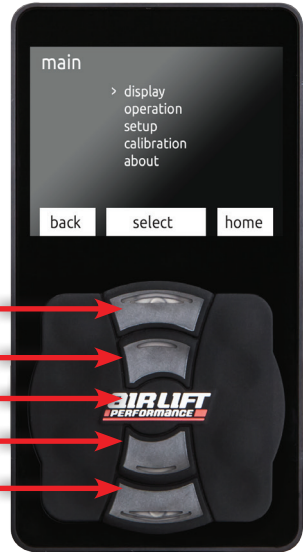 main
> display
operation
setup
calibration
about
back select home
AIRLIFT
PERFORMANCE